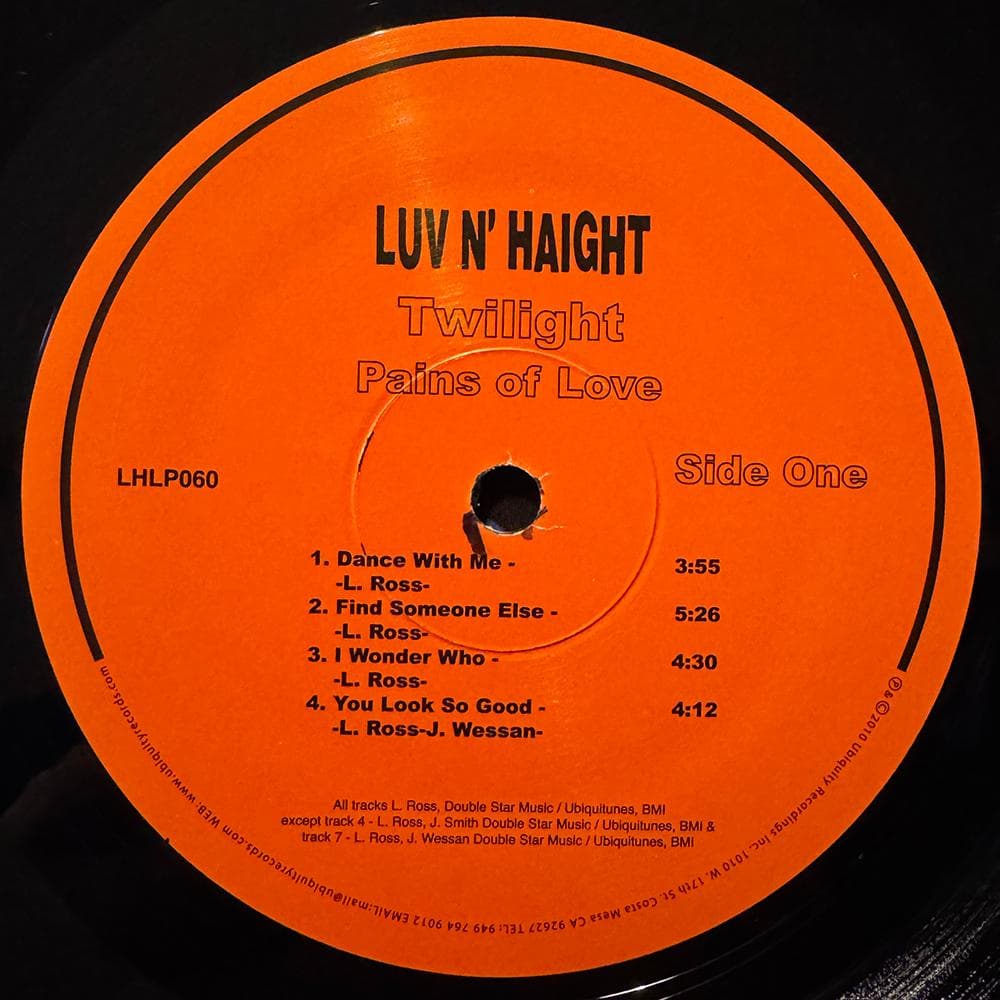 LUV N' HAIGHT
Twilight
Pains of Love
LHLP060
Side One
1. Dance With Me - 3:55
-L. Ross-
2. Find Someone Else - 5:26
-L. Ross-
3. I Wonder Who - 4:30
-L. Ross-
4. You Look So Good - 4:12
-L. Ross-J. Wessan-
All tracks L. Ross, Double Star Music / Ubiquitunes, BMI
except track 4 - L. Ross, J. Smith Double Star Music / Ubiquitunes, BMI &
track 7 - L. Ross, J. Wessan Double Star Music / Ubiquitunes, BMI
℗&©2010 Ubiquity Recordings Inc. 1010 W. 17th St. Costa Mesa CA 92627 TEL: 949 764 9012 EMAIL:mail@ubiquityrecords.com WEB:www.ubiquityrecords.com